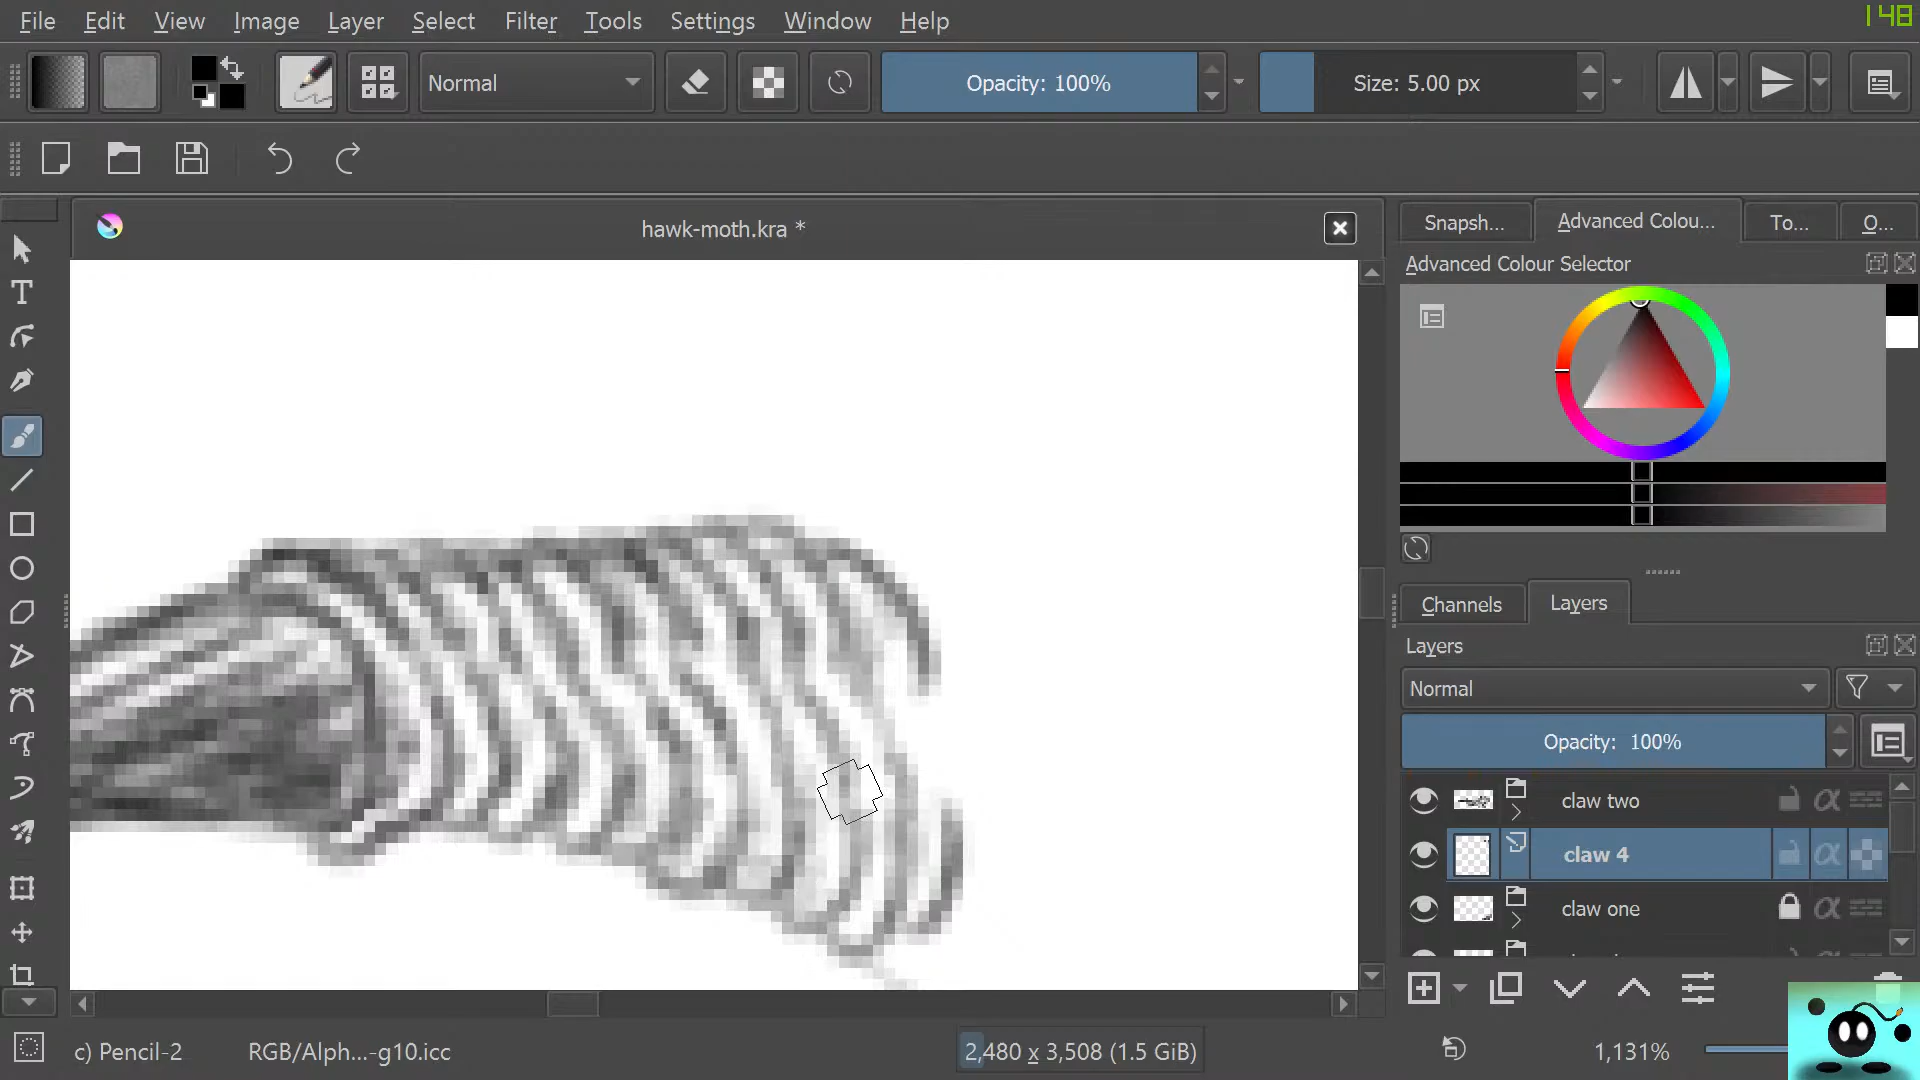 File Edit View Image Layer Select Filter Tools Settings Window Help
148
Normal
Opacity: 100%
Size: 5.00 px
hawk-moth.kra *
Snapsh... Advanced Colou... To... O...
Advanced Colour Selector
Channels Layers
Layers
Normal
Opacity: 100%
claw two
claw 4
claw one
c) Pencil-2
RGB/Alph...-g10.icc
2,480 x 3,508 (1.5 GiB)
1,131%